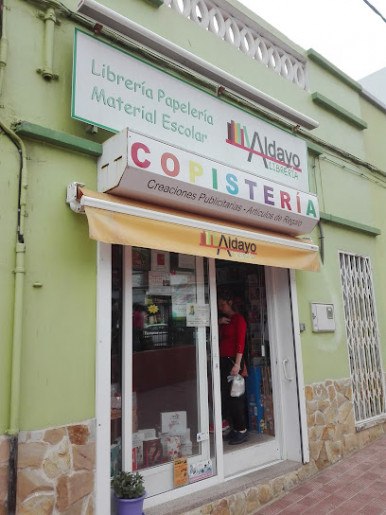 Librería Papelería
Material Escolar
Aldayo
LIBRERÍA
COPISTERÍA
Creaciones Publicitarias - Artículos de Regalo
Aldayo